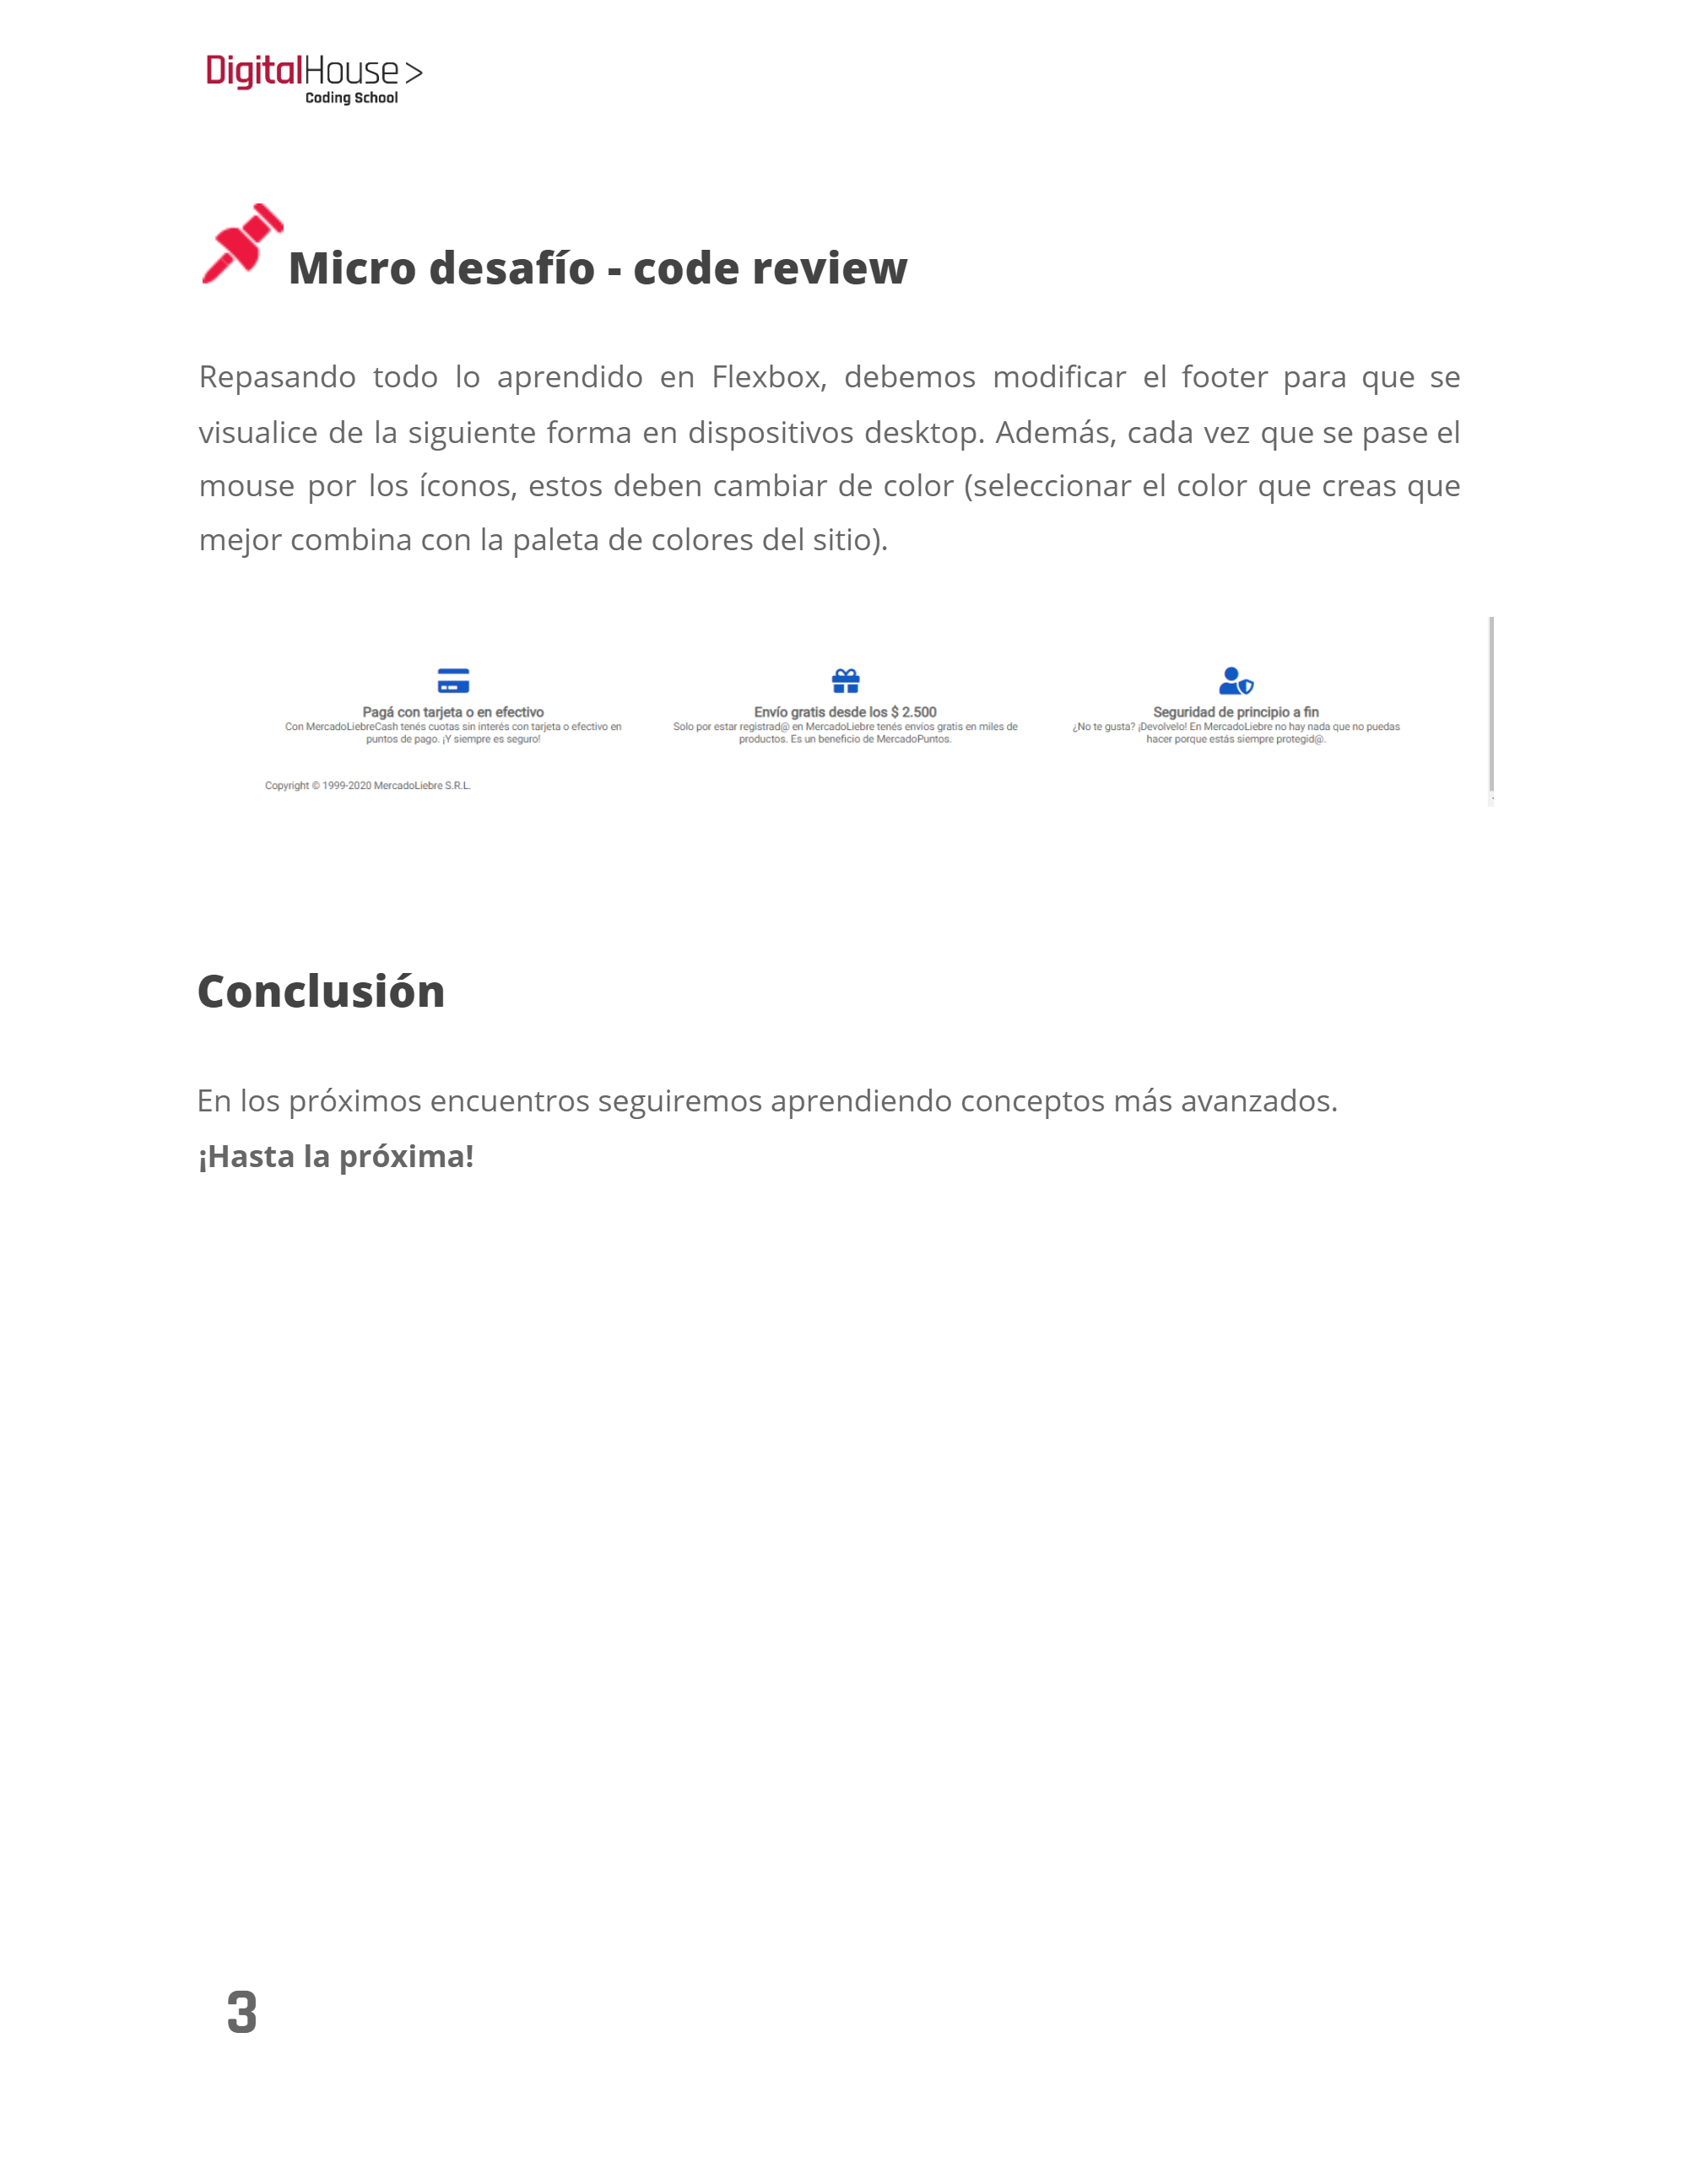 DigitalHouse >
Coding School
Micro desafío - code review
Repasando todo lo aprendido en Flexbox, debemos modificar el footer para que se
visualice de la siguiente forma en dispositivos desktop. Además, cada vez que se pase el
mouse por los íconos, estos deben cambiar de color (seleccionar el color que creas que
mejor combina con la paleta de colores del sitio).
Pagá con tarjeta o en efectivo
Con MercadoLiebreCash tenés cuotas sin interés con tarjeta o efectivo en
puntos de pago. ¡Y siempre es seguro!
Envío gratis desde los $ 2.500
Solo por estar registrad@ en MercadoLiebre tenés envíos gratis en miles de
productos. Es un beneficio de MercadoPuntos.
Seguridad de principio a fin
¿No te gusta? ¡Devolvelo! En MercadoLiebre no hay nada que no puedas
hacer porque estás siempre protegid@.
Copyright © 1999-2020 MercadoLiebre S.R.L.
Conclusión
En los próximos encuentros seguiremos aprendiendo conceptos más avanzados.
¡Hasta la próxima!
3